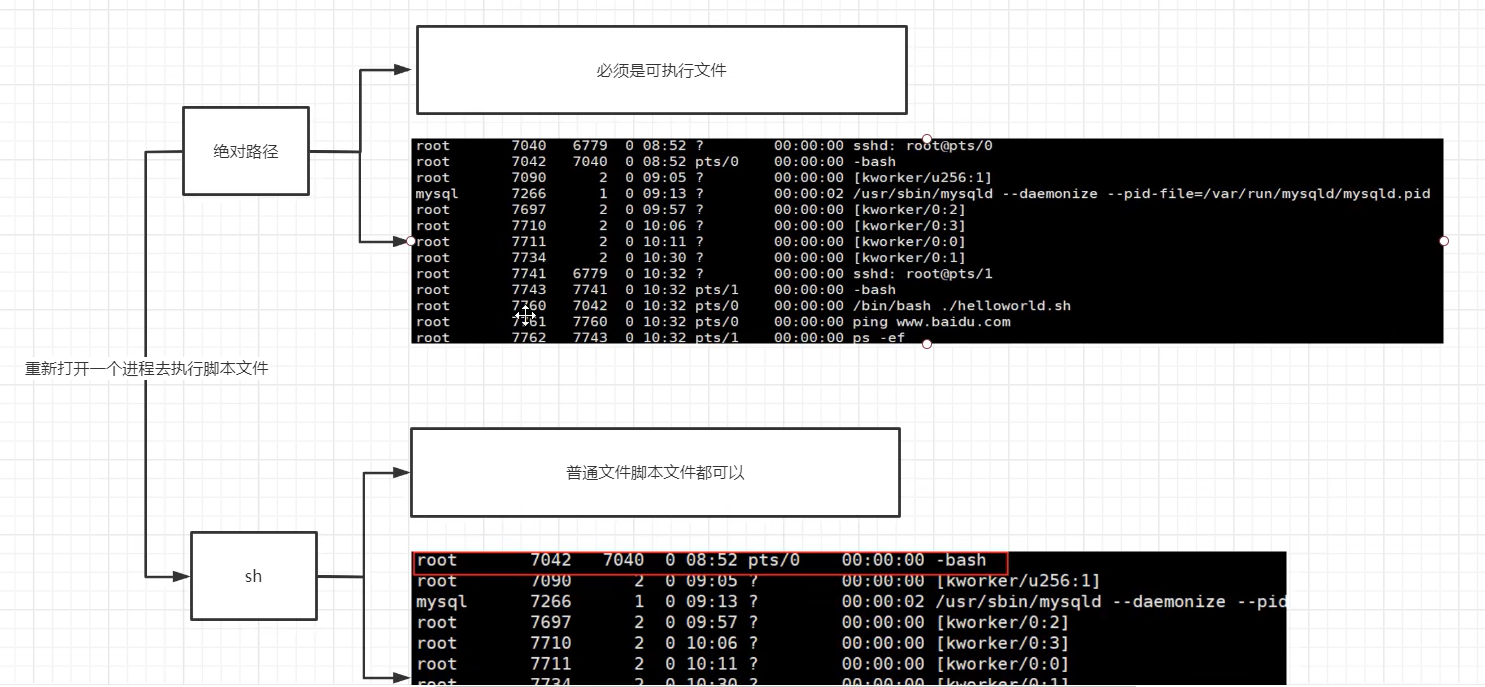 必须是可执行文件
绝对路径
root 7040 6779 0 08:52 ? 00:00:00 sshd: root@pts/0
root 7042 7040 0 08:52 pts/0 00:00:00 -bash
root 7090 2 0 09:05 ? 00:00:00 [kworker/u256:1]
mysql 7266 1 0 09:13 ? 00:00:02 /usr/sbin/mysqld --daemonize --pid-file=/var/run/mysqld/mysqld.pid
root 7697 2 0 09:57 ? 00:00:00 [kworker/0:2]
root 7710 2 0 10:06 ? 00:00:00 [kworker/0:3]
root 7711 2 0 10:11 ? 00:00:00 [kworker/0:0]
root 7734 2 0 10:30 ? 00:00:00 [kworker/0:1]
root 7741 6779 0 10:32 ? 00:00:00 sshd: root@pts/1
root 7743 7741 0 10:32 pts/1 00:00:00 -bash
root 7760 7042 0 10:32 pts/0 00:00:00 /bin/bash ./helloworld.sh
root 7761 7760 0 10:32 pts/0 00:00:00 ping www.baidu.com
root 7762 7743 0 10:32 pts/1 00:00:00 ps -ef
重新打开一个进程去执行脚本文件
普通文件脚本文件都可以
sh
root 7042 7040 0 08:52 pts/0 00:00:00 -bash
root 7090 2 0 09:05 ? 00:00:00 [kworker/u256:1]
mysql 7266 1 0 09:13 ? 00:00:02 /usr/sbin/mysqld --daemonize --pid
root 7697 2 0 09:57 ? 00:00:00 [kworker/0:2]
root 7710 2 0 10:06 ? 00:00:00 [kworker/0:3]
root 7711 2 0 10:11 ? 00:00:00 [kworker/0:0]
root 7734 2 0 10:30 ? 00:00:00 [kworker/0:1]